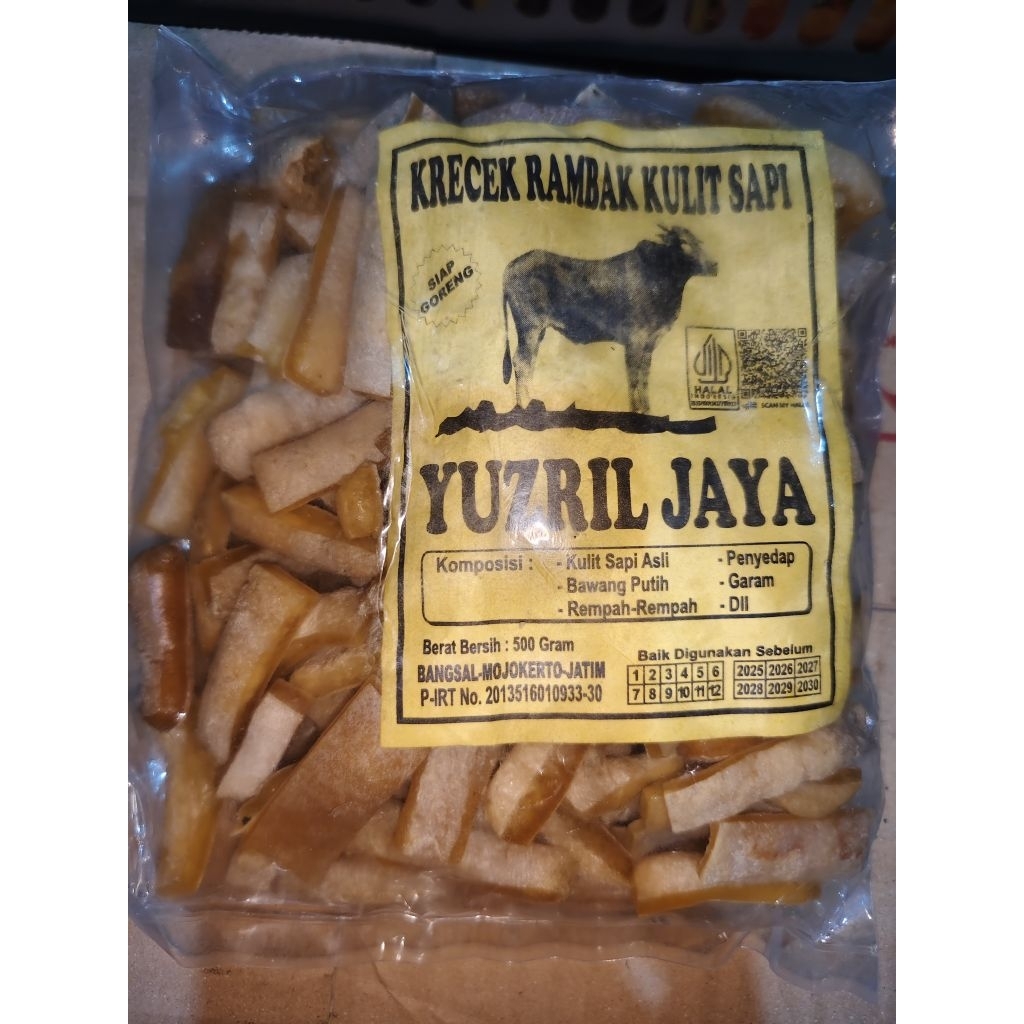 KRECEK RAMBAK KULIT SAPI
SIAP
GORENG
HALAL
INDONESIA
YUZRIL JAYA
Komposisi : - Kulit Sapi Asli - Penyedap
- Bawang Putih - Garam
- Rempah-Rempah - Dll
Berat Bersih : 500 Gram
BANGSAL-MOJOKERTO-JATIM
P-IRT No. 2013516010933-30
Baik Digunakan Sebelum
1 2 3 4 5 6 2025 2026 2027
7 8 9 10 11 12 2028 2029 2030